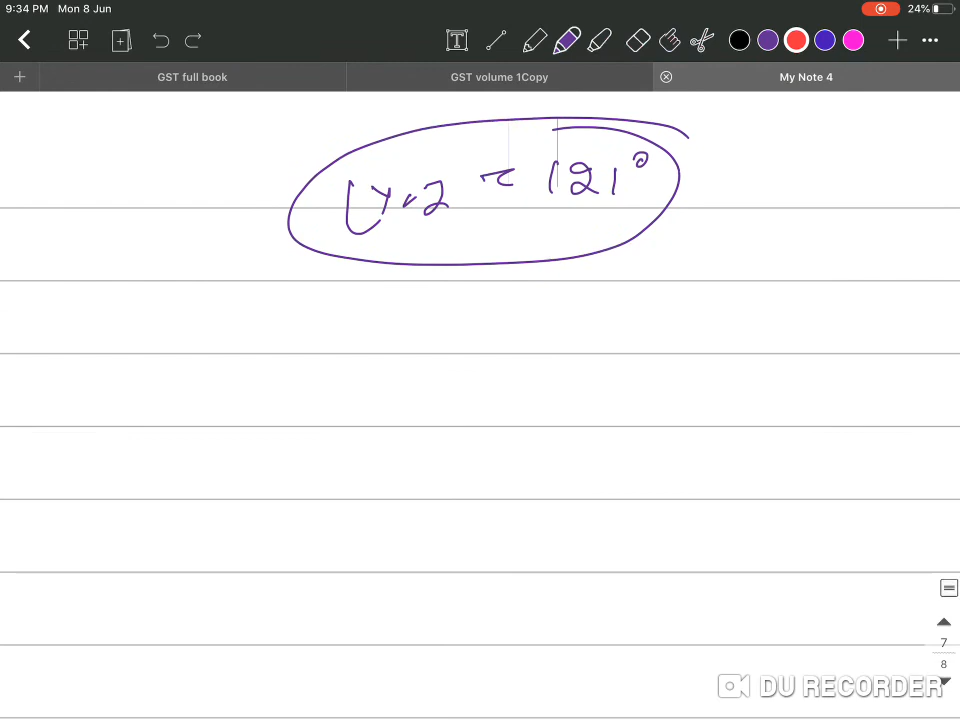 9:34 PM Mon 8 Jun
24%
GST full book
GST volume 1Copy
My Note 4
121°
7
8
DU RECORDER